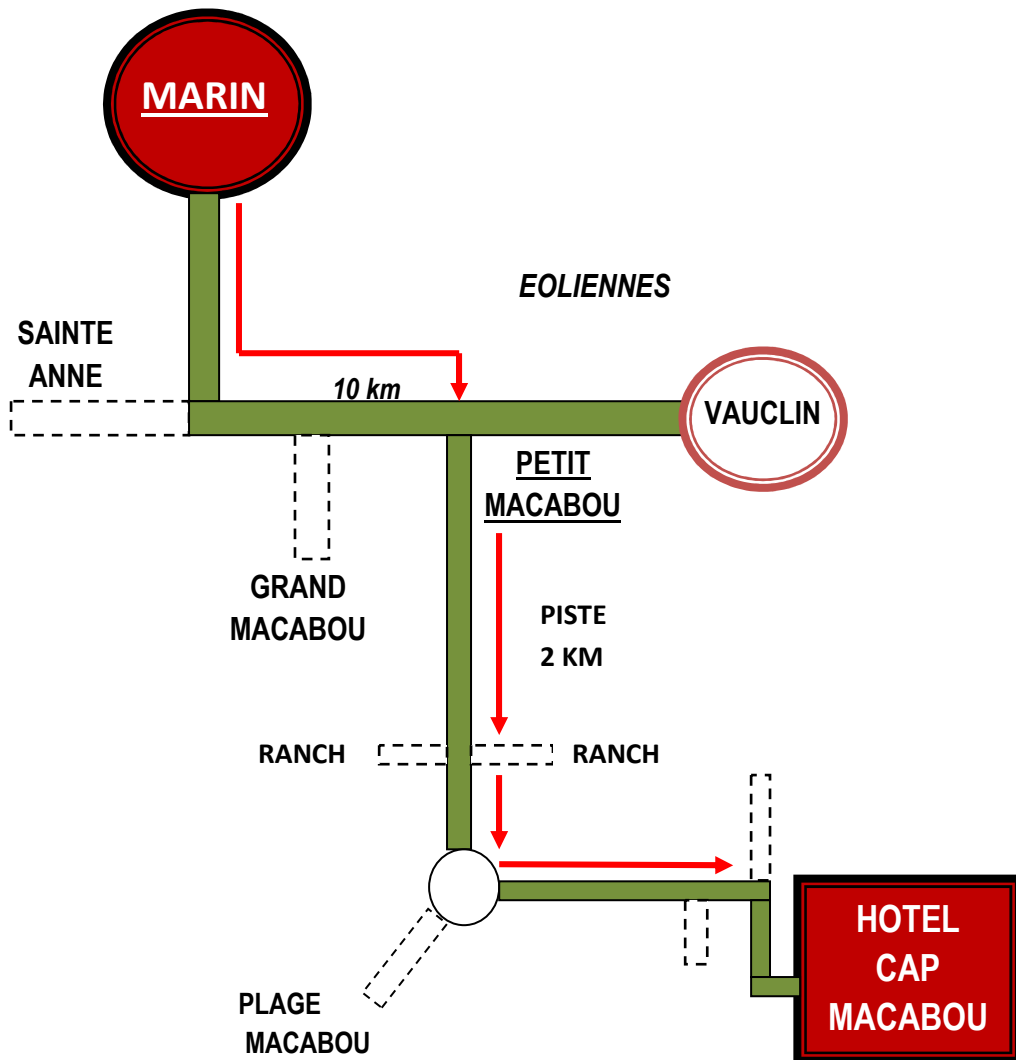 MARIN
EOLIENNES
SAINTE
ANNE
10 km
VAUCLIN
PETIT
MACABOU
GRAND
MACABOU
PISTE
2 KM
RANCH
RANCH
HOTEL
CAP
MACABOU
PLAGE
MACABOU